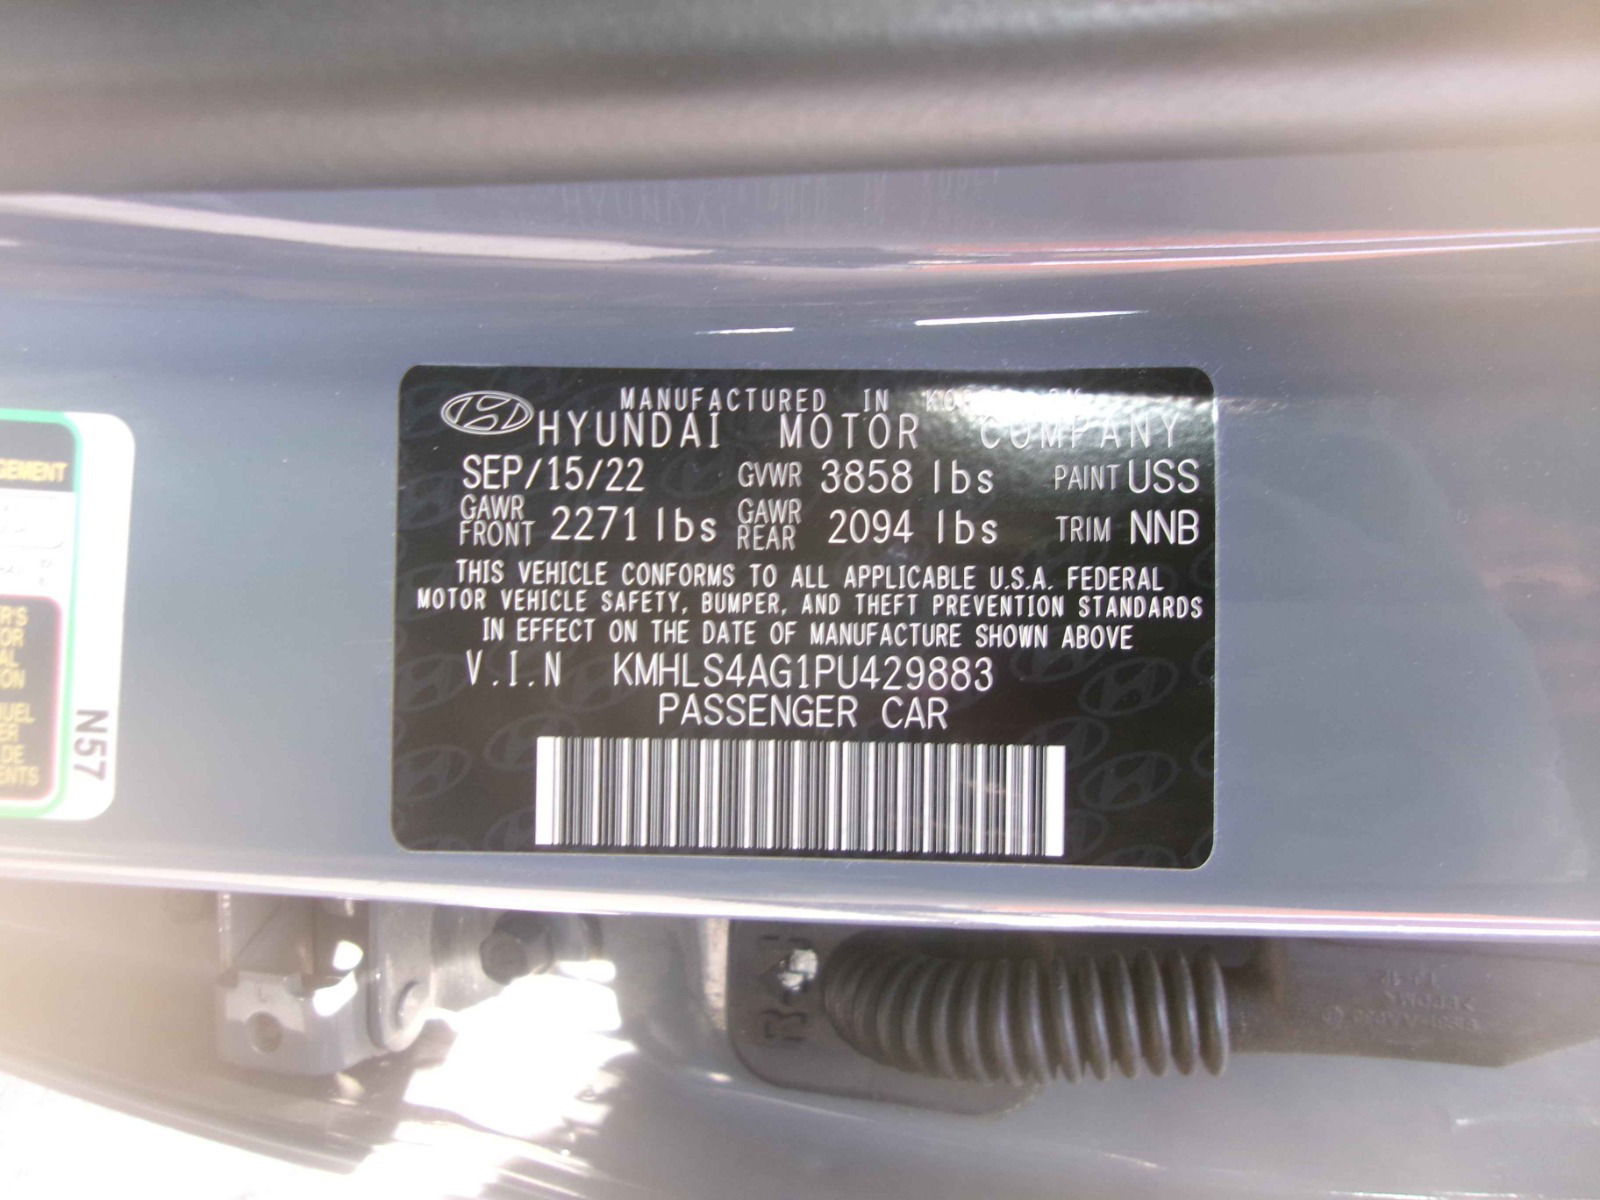 MANUFACTURED IN
HYUNDAI MOTOR COMPANY
SEP/15/22 GVWR 3858 lbs PAINT USS
GAWR FRONT 2271 lbs GAWR REAR 2094 lbs TRIM NNB
THIS VEHICLE CONFORMS TO ALL APPLICABLE U.S.A. FEDERAL
MOTOR VEHICLE SAFETY, BUMPER, AND THEFT PREVENTION STANDARDS
IN EFFECT ON THE DATE OF MANUFACTURE SHOWN ABOVE
V.I.N KMHLS4AG1PU429883
PASSENGER CAR
N57